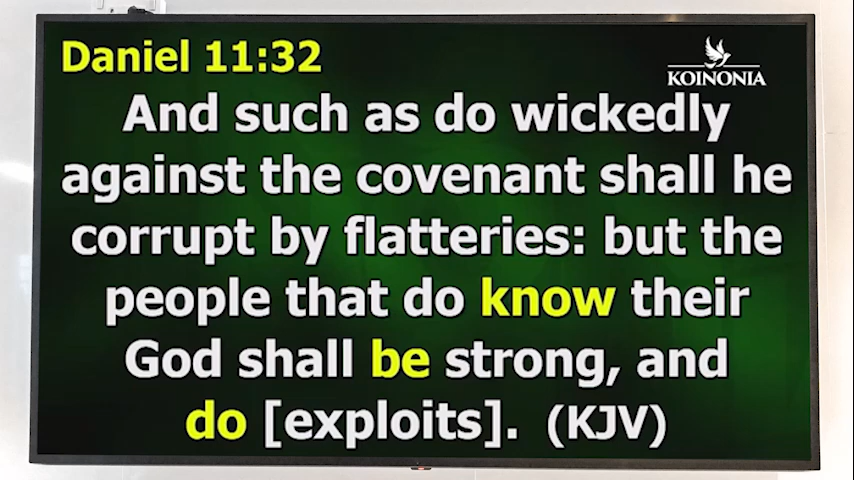 Daniel 11:32
KOINONIA
And such as do wickedly
against the covenant shall he
corrupt by flatteries: but the
people that do know their
God shall be strong, and
do [exploits]. (KJV)